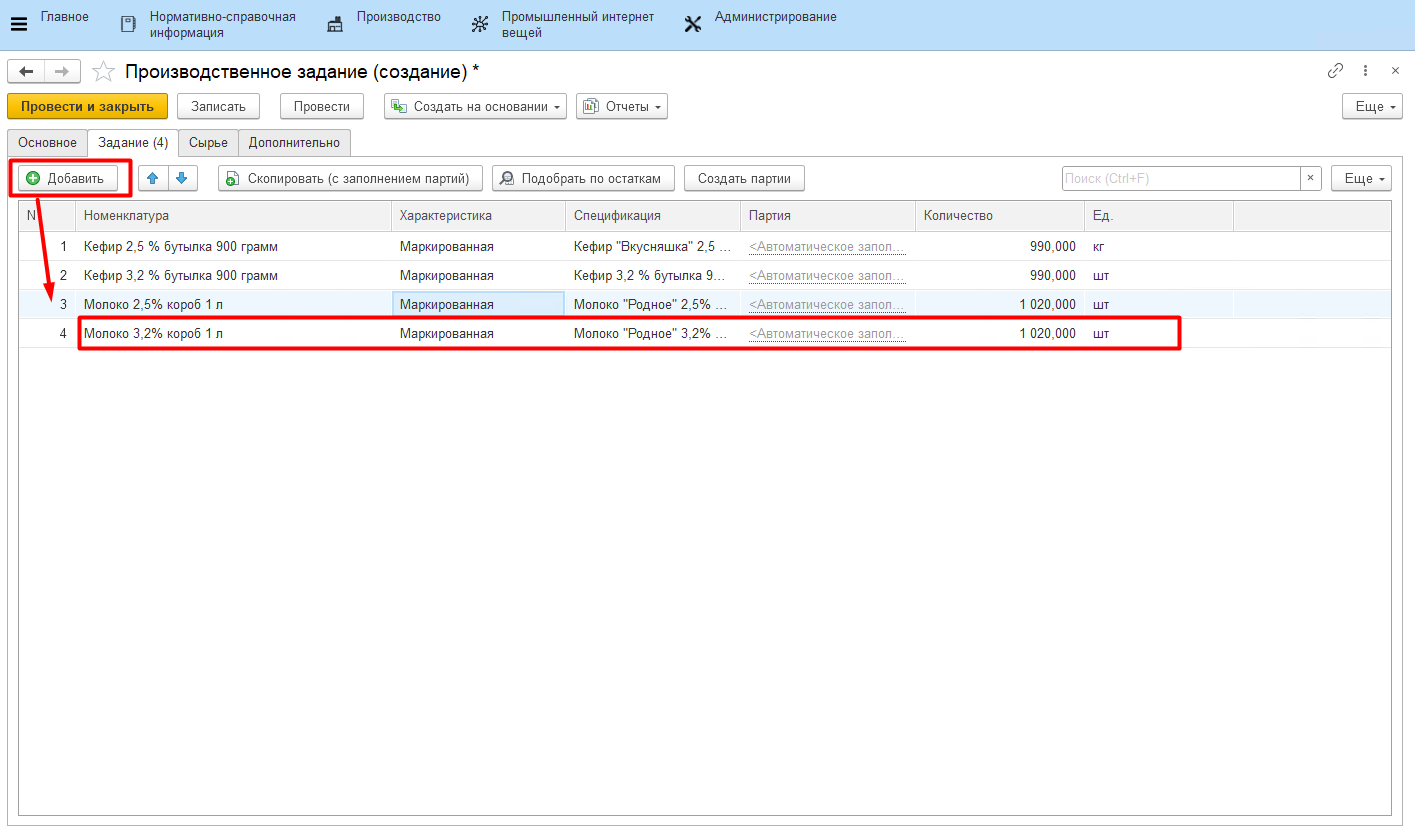 Главное
Нормативно-справочная
информация
Производство
Промышленный интернет
вещей
Администрирование
Производственное задание (создание) *
Провести и закрыть
Записать
Провести
Создать на основании
Отчеты
Еще
Основное
Задание (4)
Сырье
Дополнительно
Добавить
Скопировать (с заполнением партий)
Подобрать по остаткам
Создать партии
Поиск (Ctrl+F)
×
Еще
N Номенклатура Характеристика Спецификация Партия Количество Ед.
1 Кефир 2,5 % бутылка 900 грамм Маркированная Кефир "Вкусняшка" 2,5 ... <Автоматическое запол... 990,000 кг
2 Кефир 3,2 % бутылка 900 грамм Маркированная Кефир 3,2 % бутылка 9... <Автоматическое запол... 990,000 шт
3 Молоко 2,5% короб 1 л Маркированная Молоко "Родное" 2,5% ... <Автоматическое запол... 1 020,000 шт
4 Молоко 3,2% короб 1 л Маркированная Молоко "Родное" 3,2% ... <Автоматическое запол... 1 020,000 шт